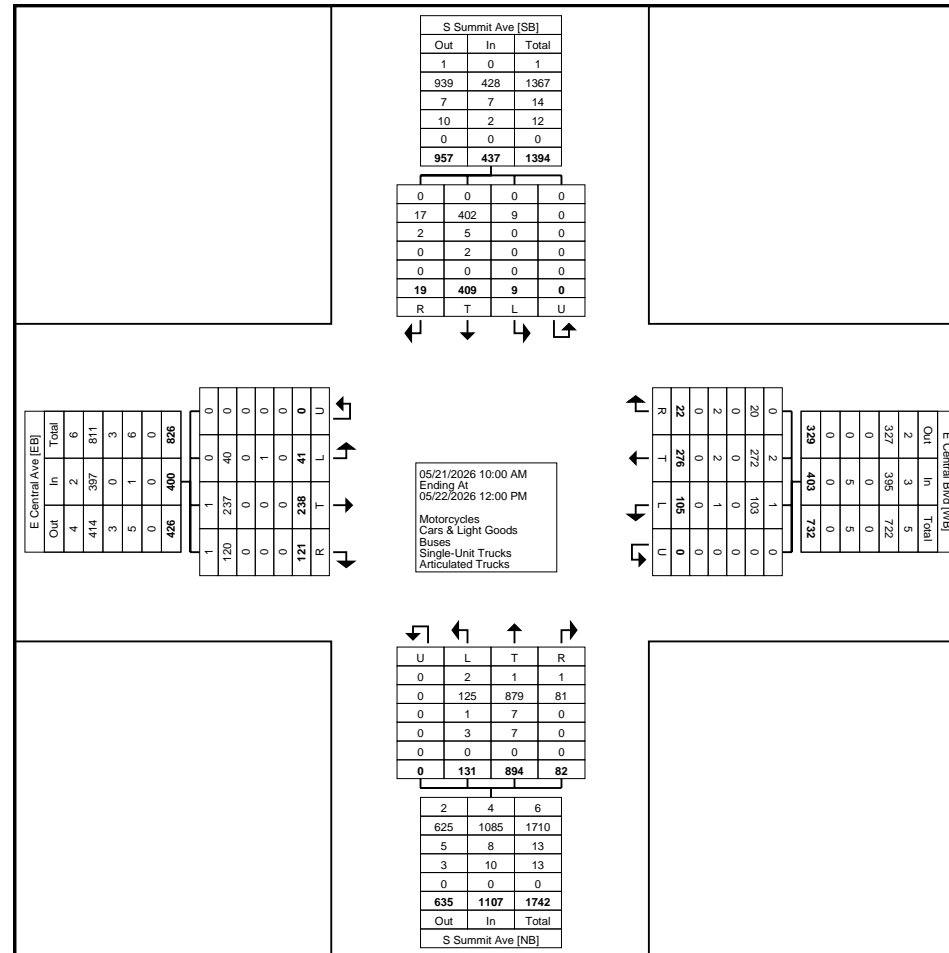 S Summit Ave [SB]
Out In Total
1 0 1
939 428 1367
7 7 14
10 2 12
0 0 0
957 437 1394
0 0 0 0
17 402 9 0
2 5 0 0
0 2 0 0
0 0 0 0
19 409 9 0
R T L U
E Central Ave [EB]
Out In Total
4 2 6
414 397 811
3 0 3
5 1 6
0 0 0
426 400 826
1 1 0 0
120 237 40 0
0 0 0 0
0 0 1 0
0 0 0 0
121 238 41 0
R T L U
05/21/2026 10:00 AM
Ending At
05/22/2026 12:00 PM
Motorcycles
Cars & Light Goods
Buses
Single-Unit Trucks
Articulated Trucks
E Central Blvd [WB]
Out In Total
2 3 5
327 395 722
0 0 0
0 5 5
0 0 0
329 403 732
0 2 1 0
20 272 103 0
0 0 0 0
2 2 1 0
0 0 0 0
22 276 105 0
R T L U
U L T R
0 2 1 1
0 125 879 81
0 1 7 0
0 3 7 0
0 0 0 0
0 131 894 82
2 4 6
625 1085 1710
5 8 13
3 10 13
0 0 0
635 1107 1742
Out In Total
S Summit Ave [NB]